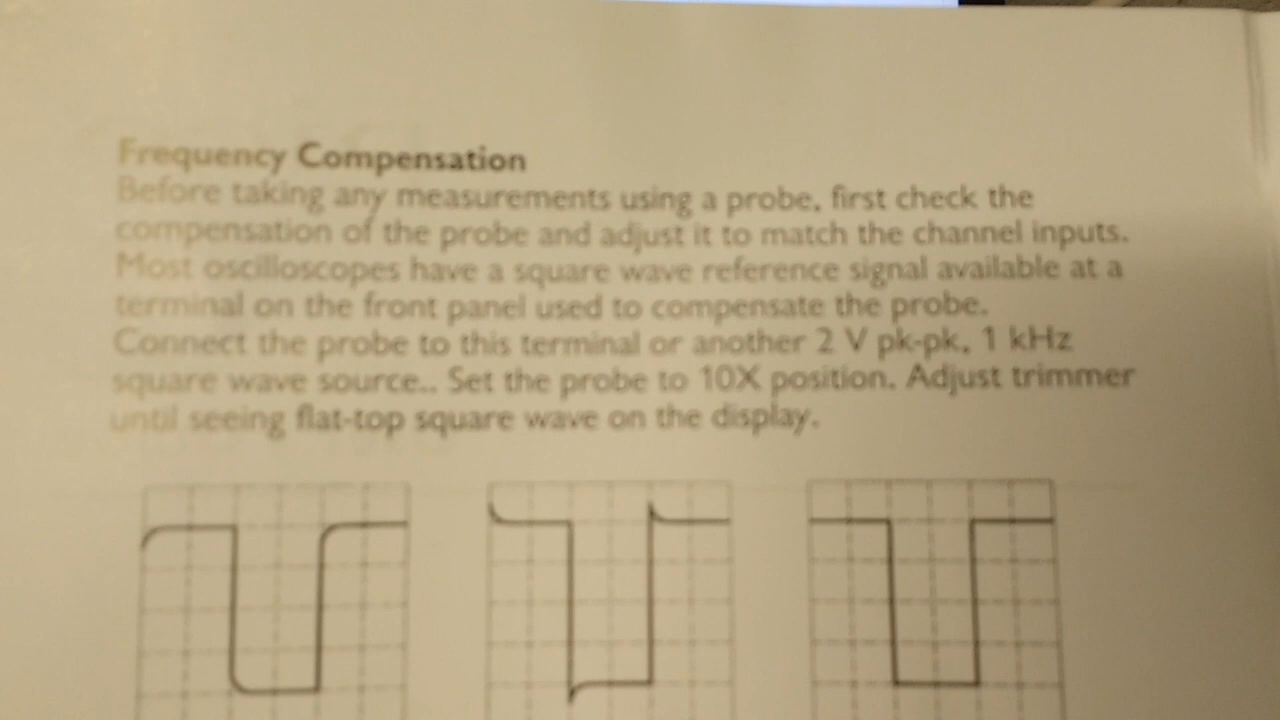 Frequency Compensation
Before taking any measurements using a probe, first check the
compensation of the probe and adjust it to match the channel inputs.
Most oscilloscopes have a square wave reference signal available at a
terminal on the front panel used to compensate the probe.
Connect the probe to this terminal or another 2 V pk-pk, 1 kHz
square wave source.. Set the probe to 10X position. Adjust trimmer
until seeing flat-top square wave on the display.